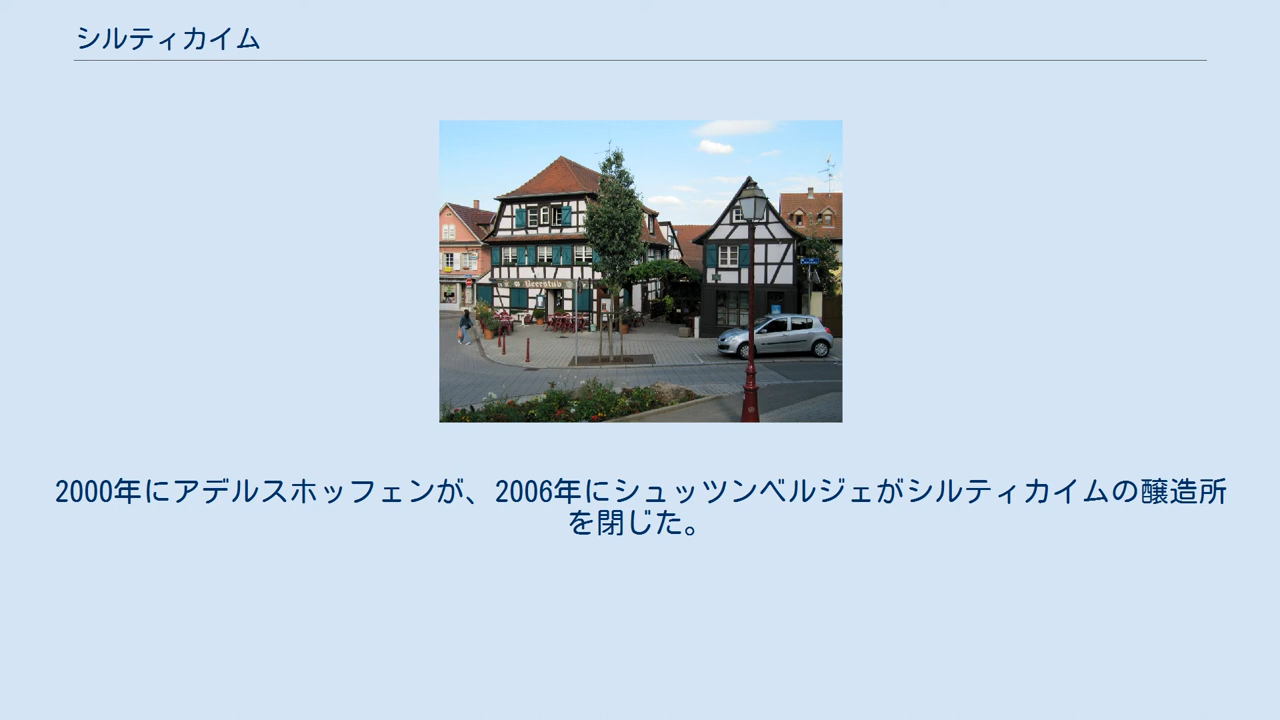 シルティカイム
Beerstub
2000年にアデルスホッフェンが、2006年にシュッツンベルジェがシルティカイムの醸造所
を閉じた。